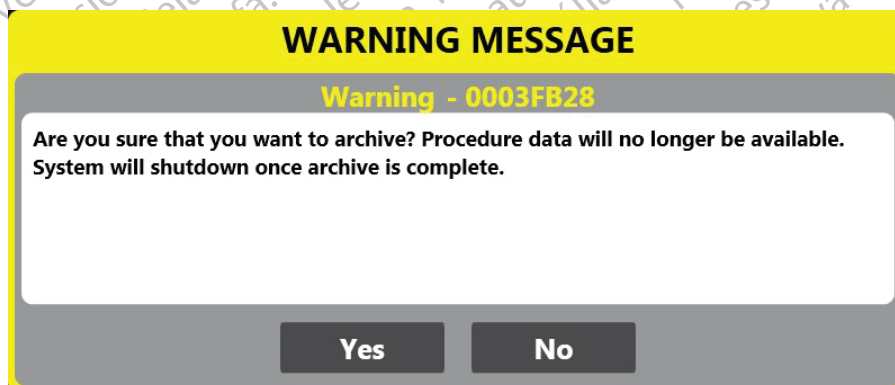 WARNING MESSAGE
Warning - 0003FB28
Are you sure that you want to archive? Procedure data will no longer be available.
System will shutdown once archive is complete.
Yes
No